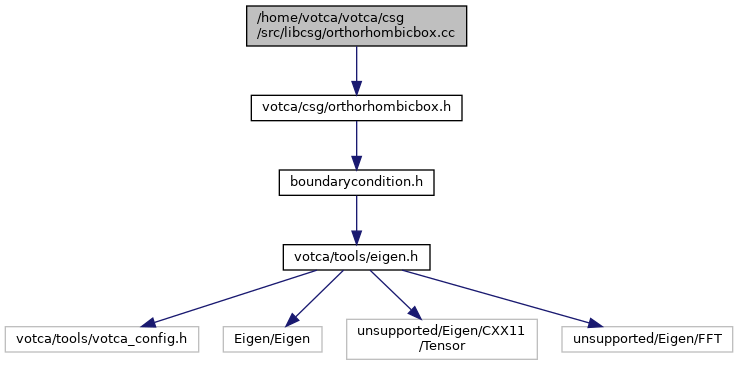 /home/votca/votca/csg
/src/libcsg/orthorhombicbox.cc
votca/csg/orthorhombicbox.h
boundarycondition.h
votca/tools/eigen.h
votca/tools/votca_config.h
Eigen/Eigen
unsupported/Eigen/CXX11
/Tensor
unsupported/Eigen/FFT